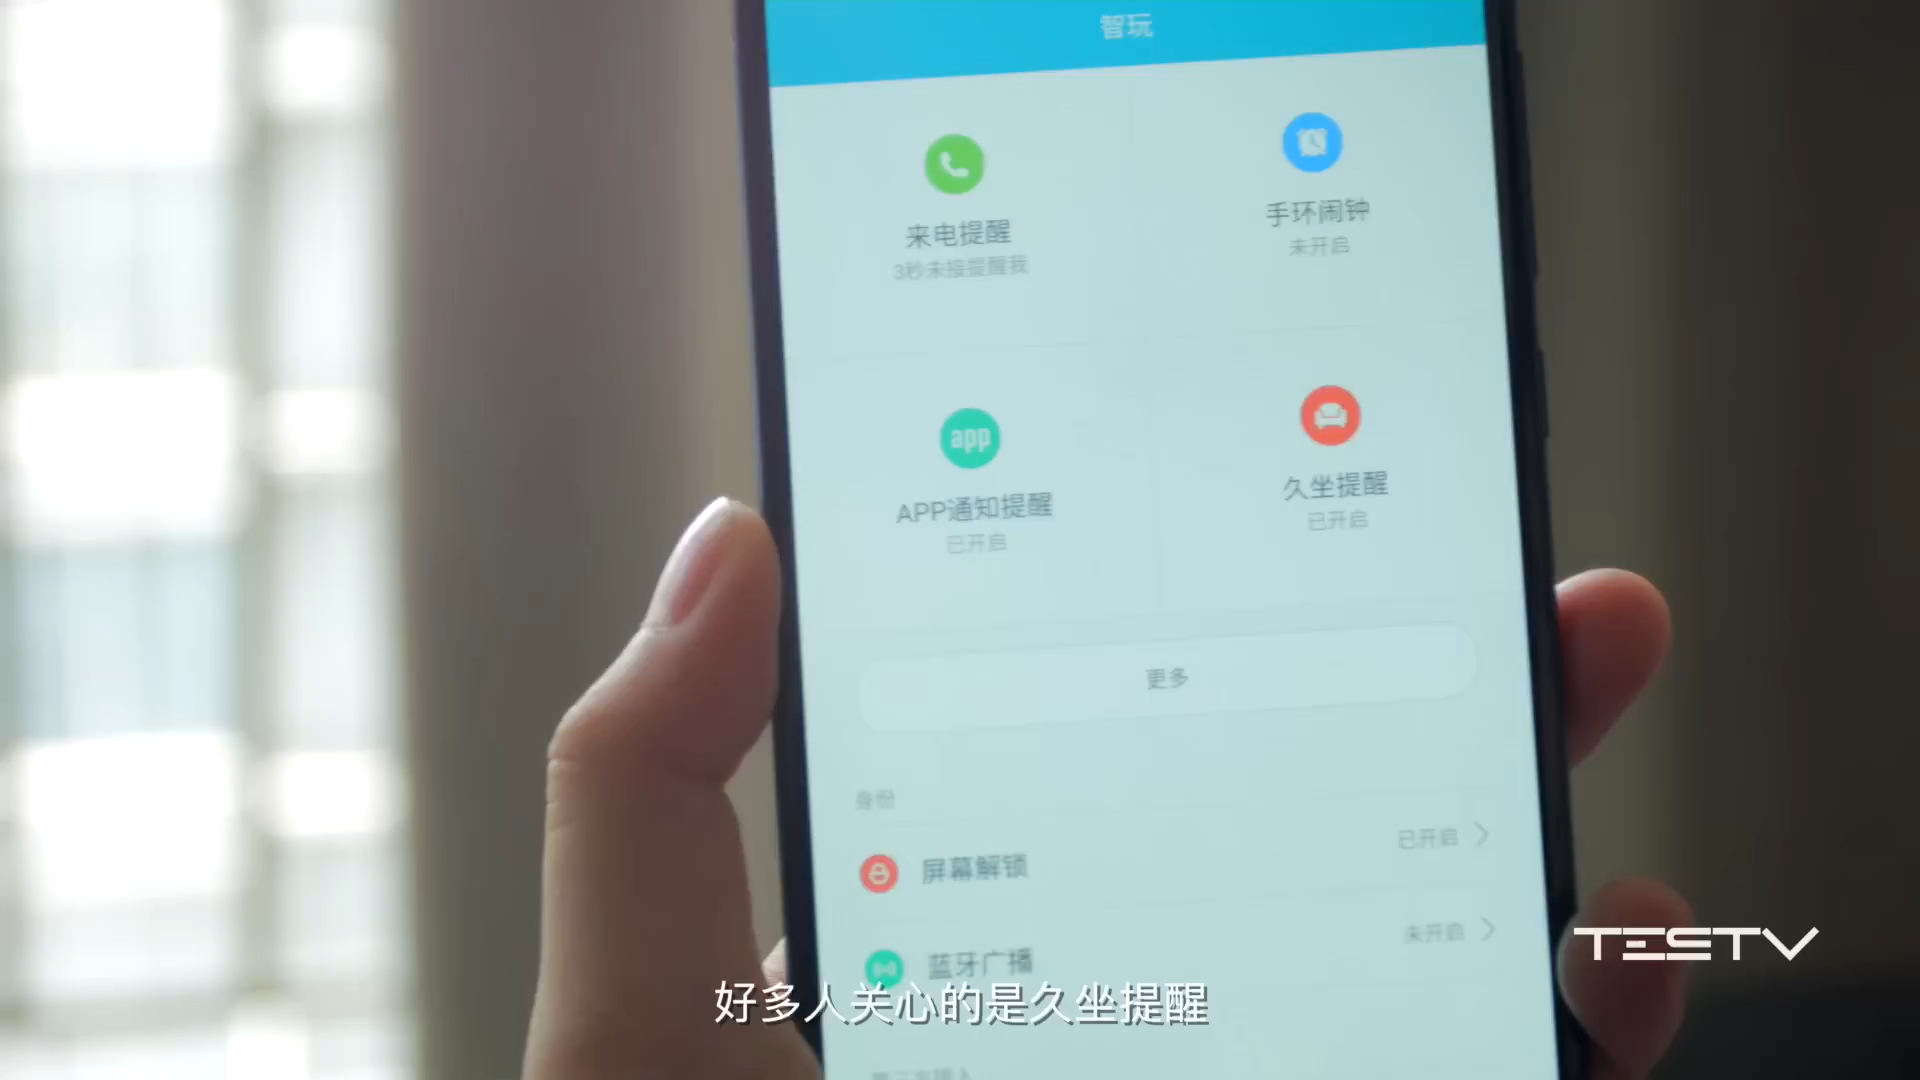 智玩
来电提醒
3秒未接提醒我
手环闹钟
未开启
app
APP通知提醒
已开启
久坐提醒
已开启
更多
身份
屏幕解锁
已开启
蓝牙广播
未开启
TESTV
好多人关心的是久坐提醒